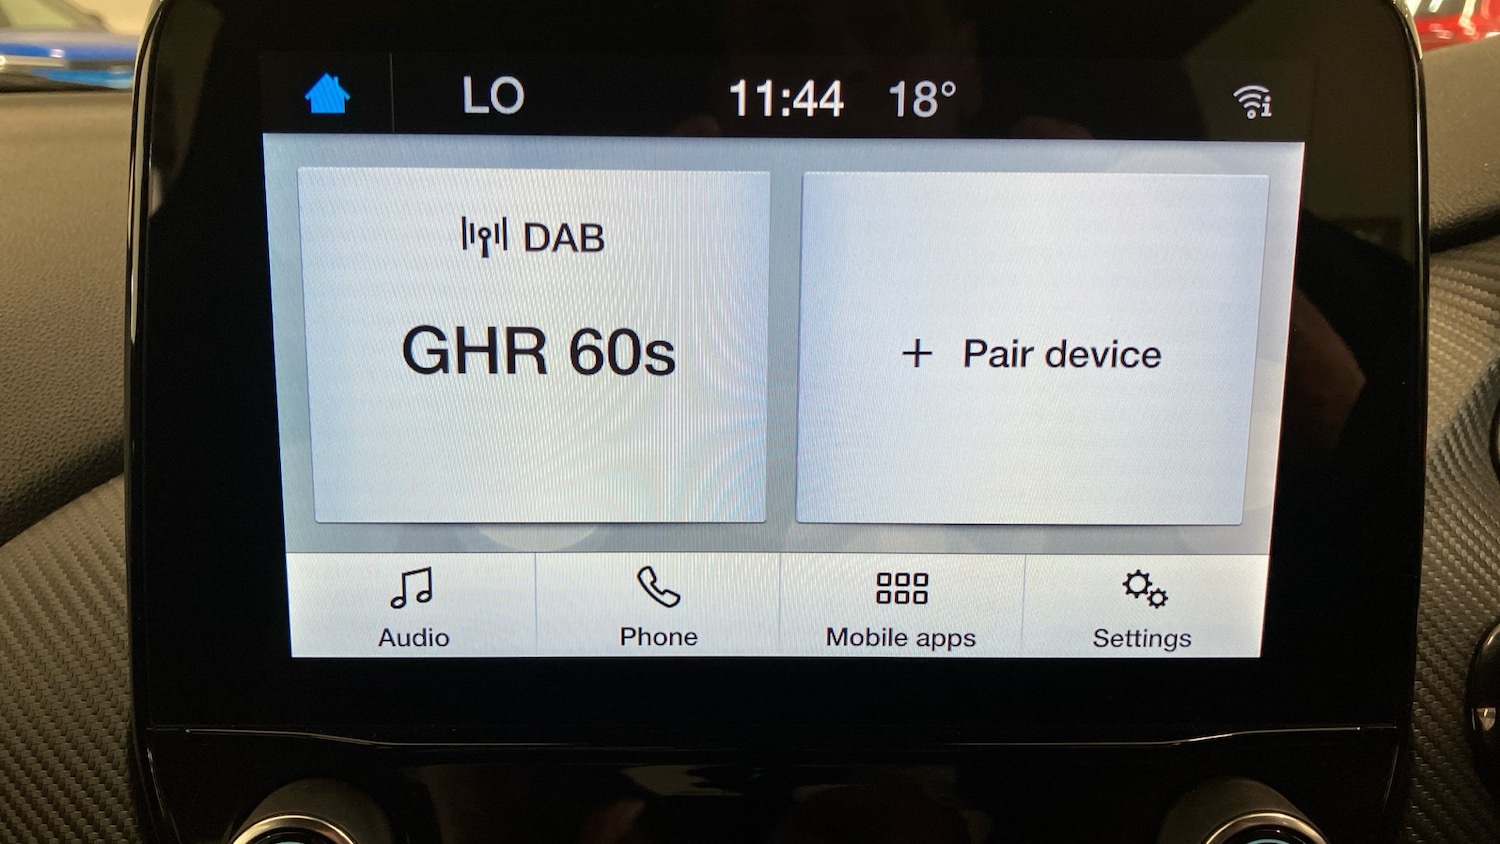 LO 11:44 18°
DAB
GHR 60s
+ Pair device
Audio Phone Mobile apps Settings